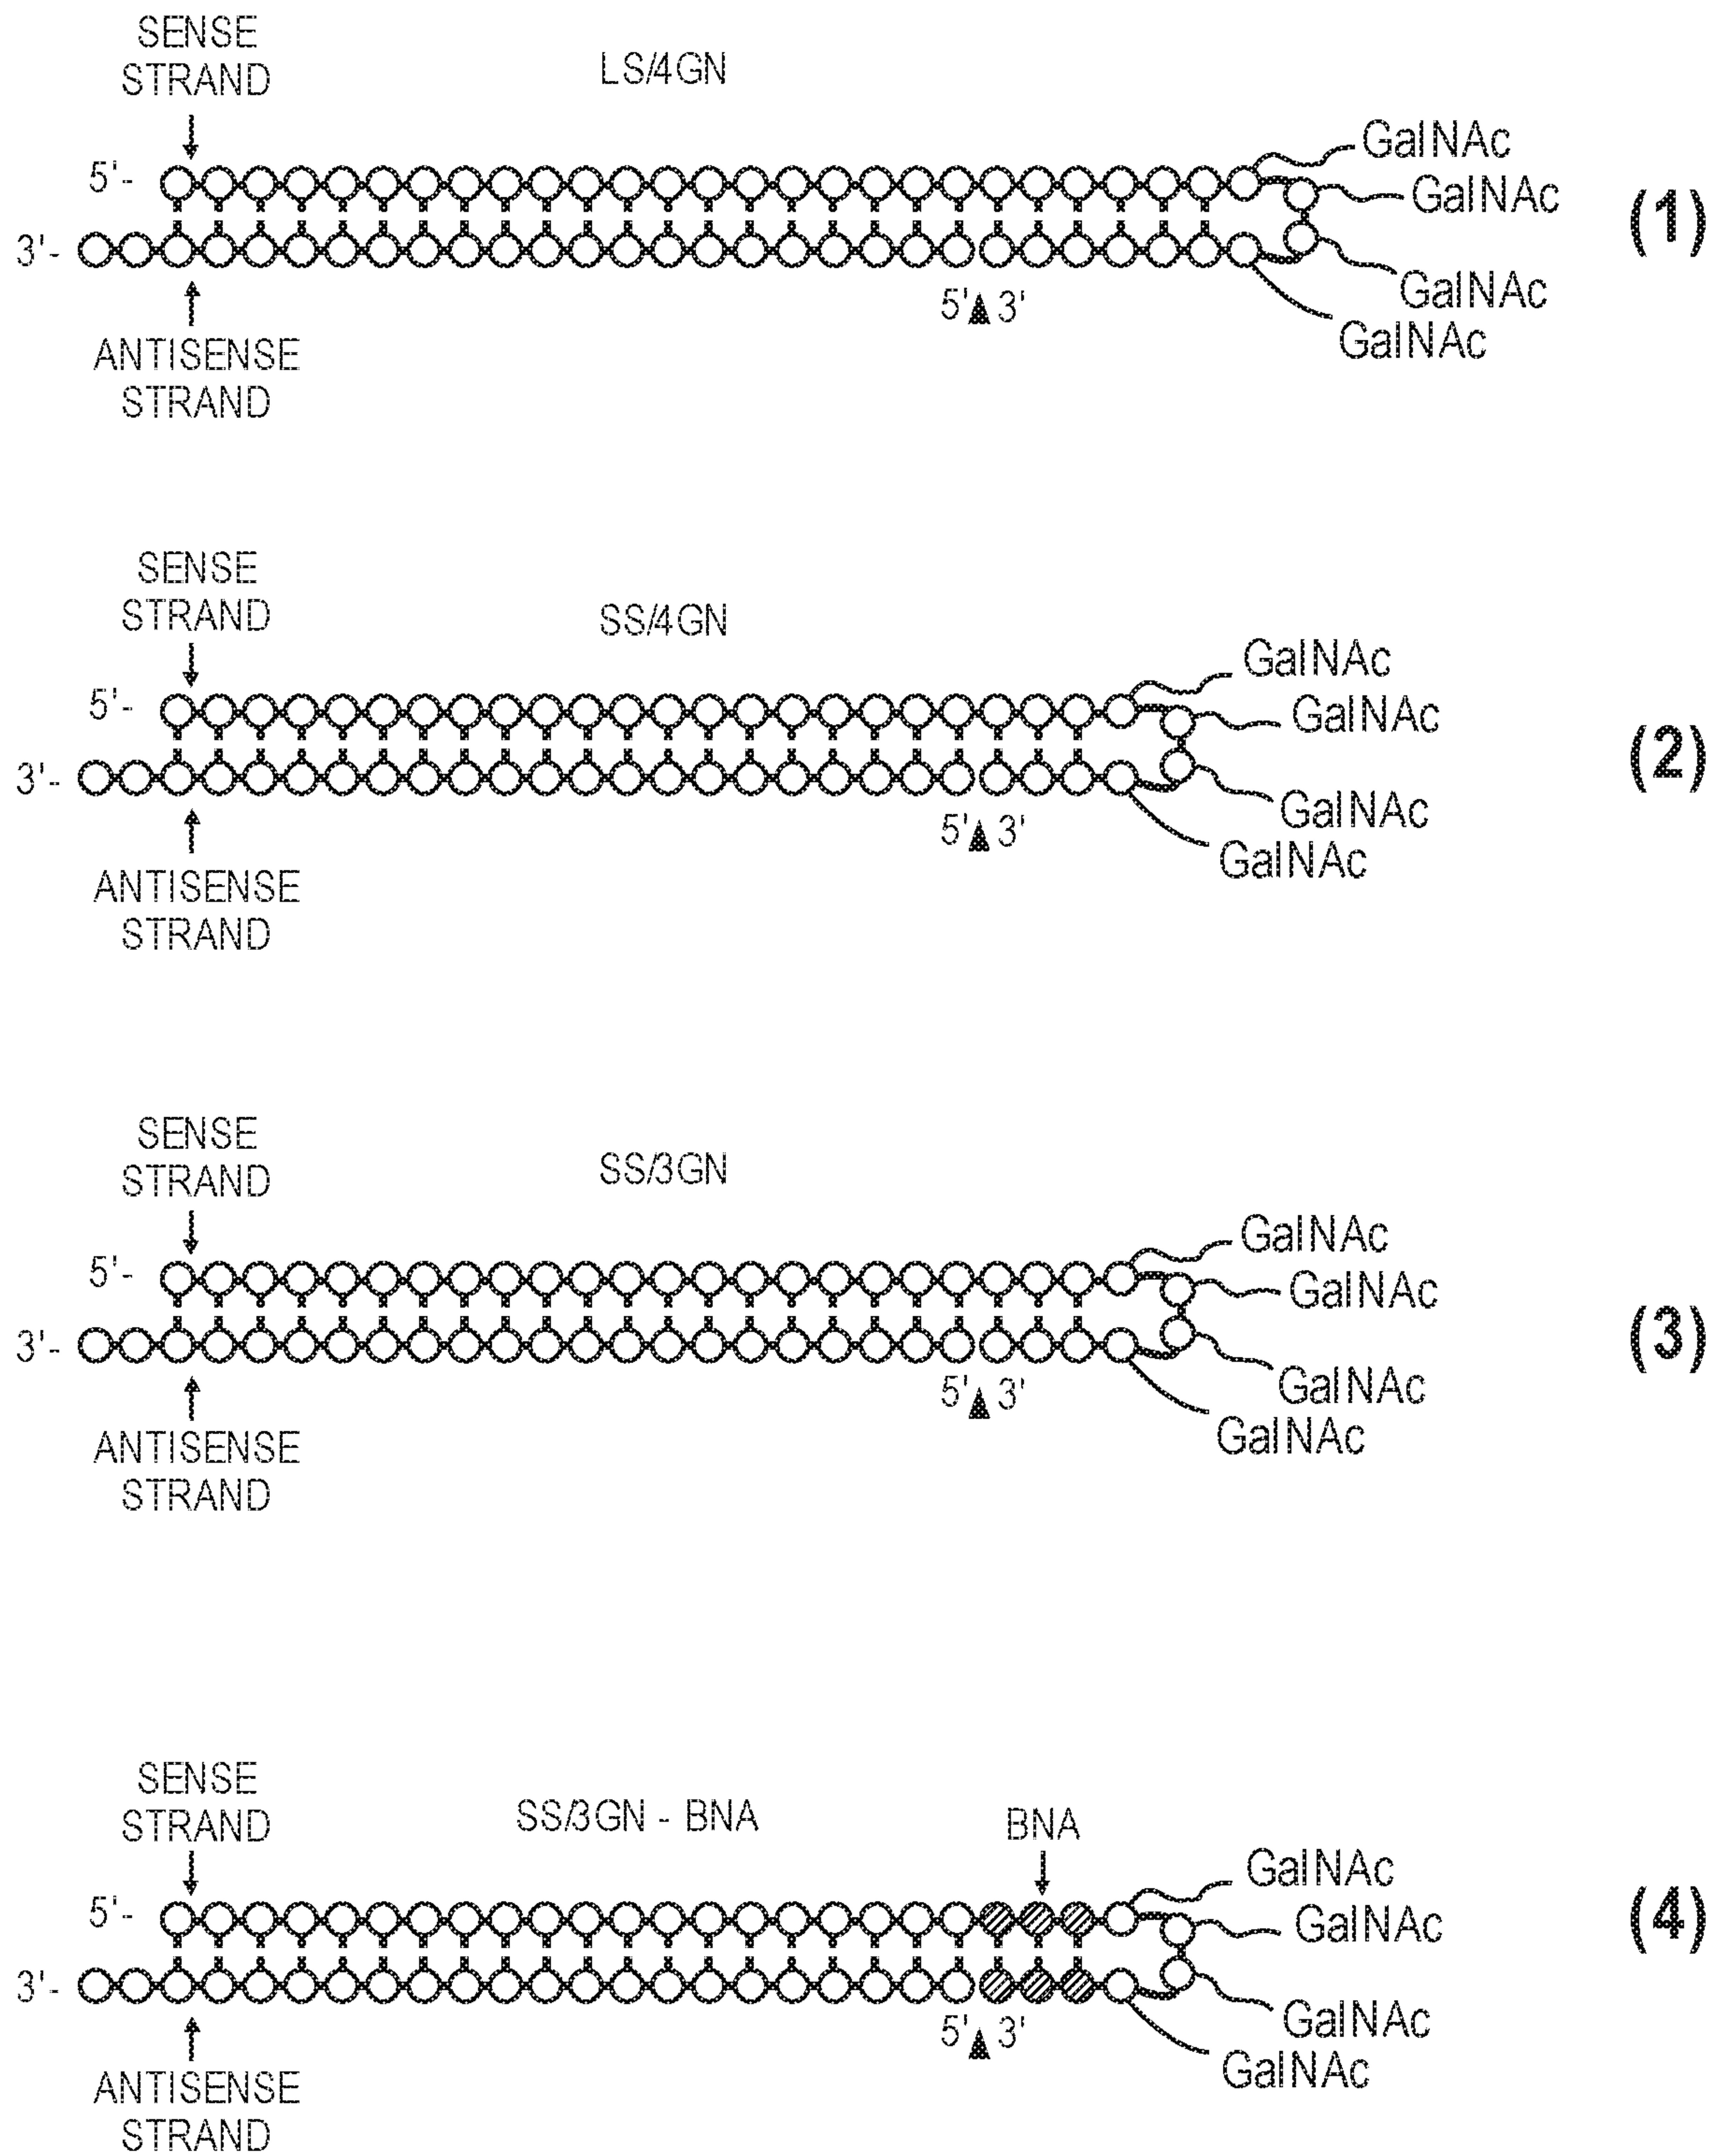 SENSE
STRAND
LS/4GN
5'-
3'-
GalNAc
GalNAc
GalNAc
GalNAc
5' 3'
ANTISENSE
STRAND
(1)
SENSE
STRAND
SS/4GN
5'-
3'-
GalNAc
GalNAc
GalNAc
GalNAc
5' 3'
ANTISENSE
STRAND
(2)
SENSE
STRAND
SS/3GN
5'-
3'-
GalNAc
GalNAc
GalNAc
GalNAc
5' 3'
ANTISENSE
STRAND
(3)
SENSE
STRAND
SS/3GN - BNA
BNA
5'-
3'-
GalNAc
GalNAc
GalNAc
GalNAc
5' 3'
ANTISENSE
STRAND
(4)